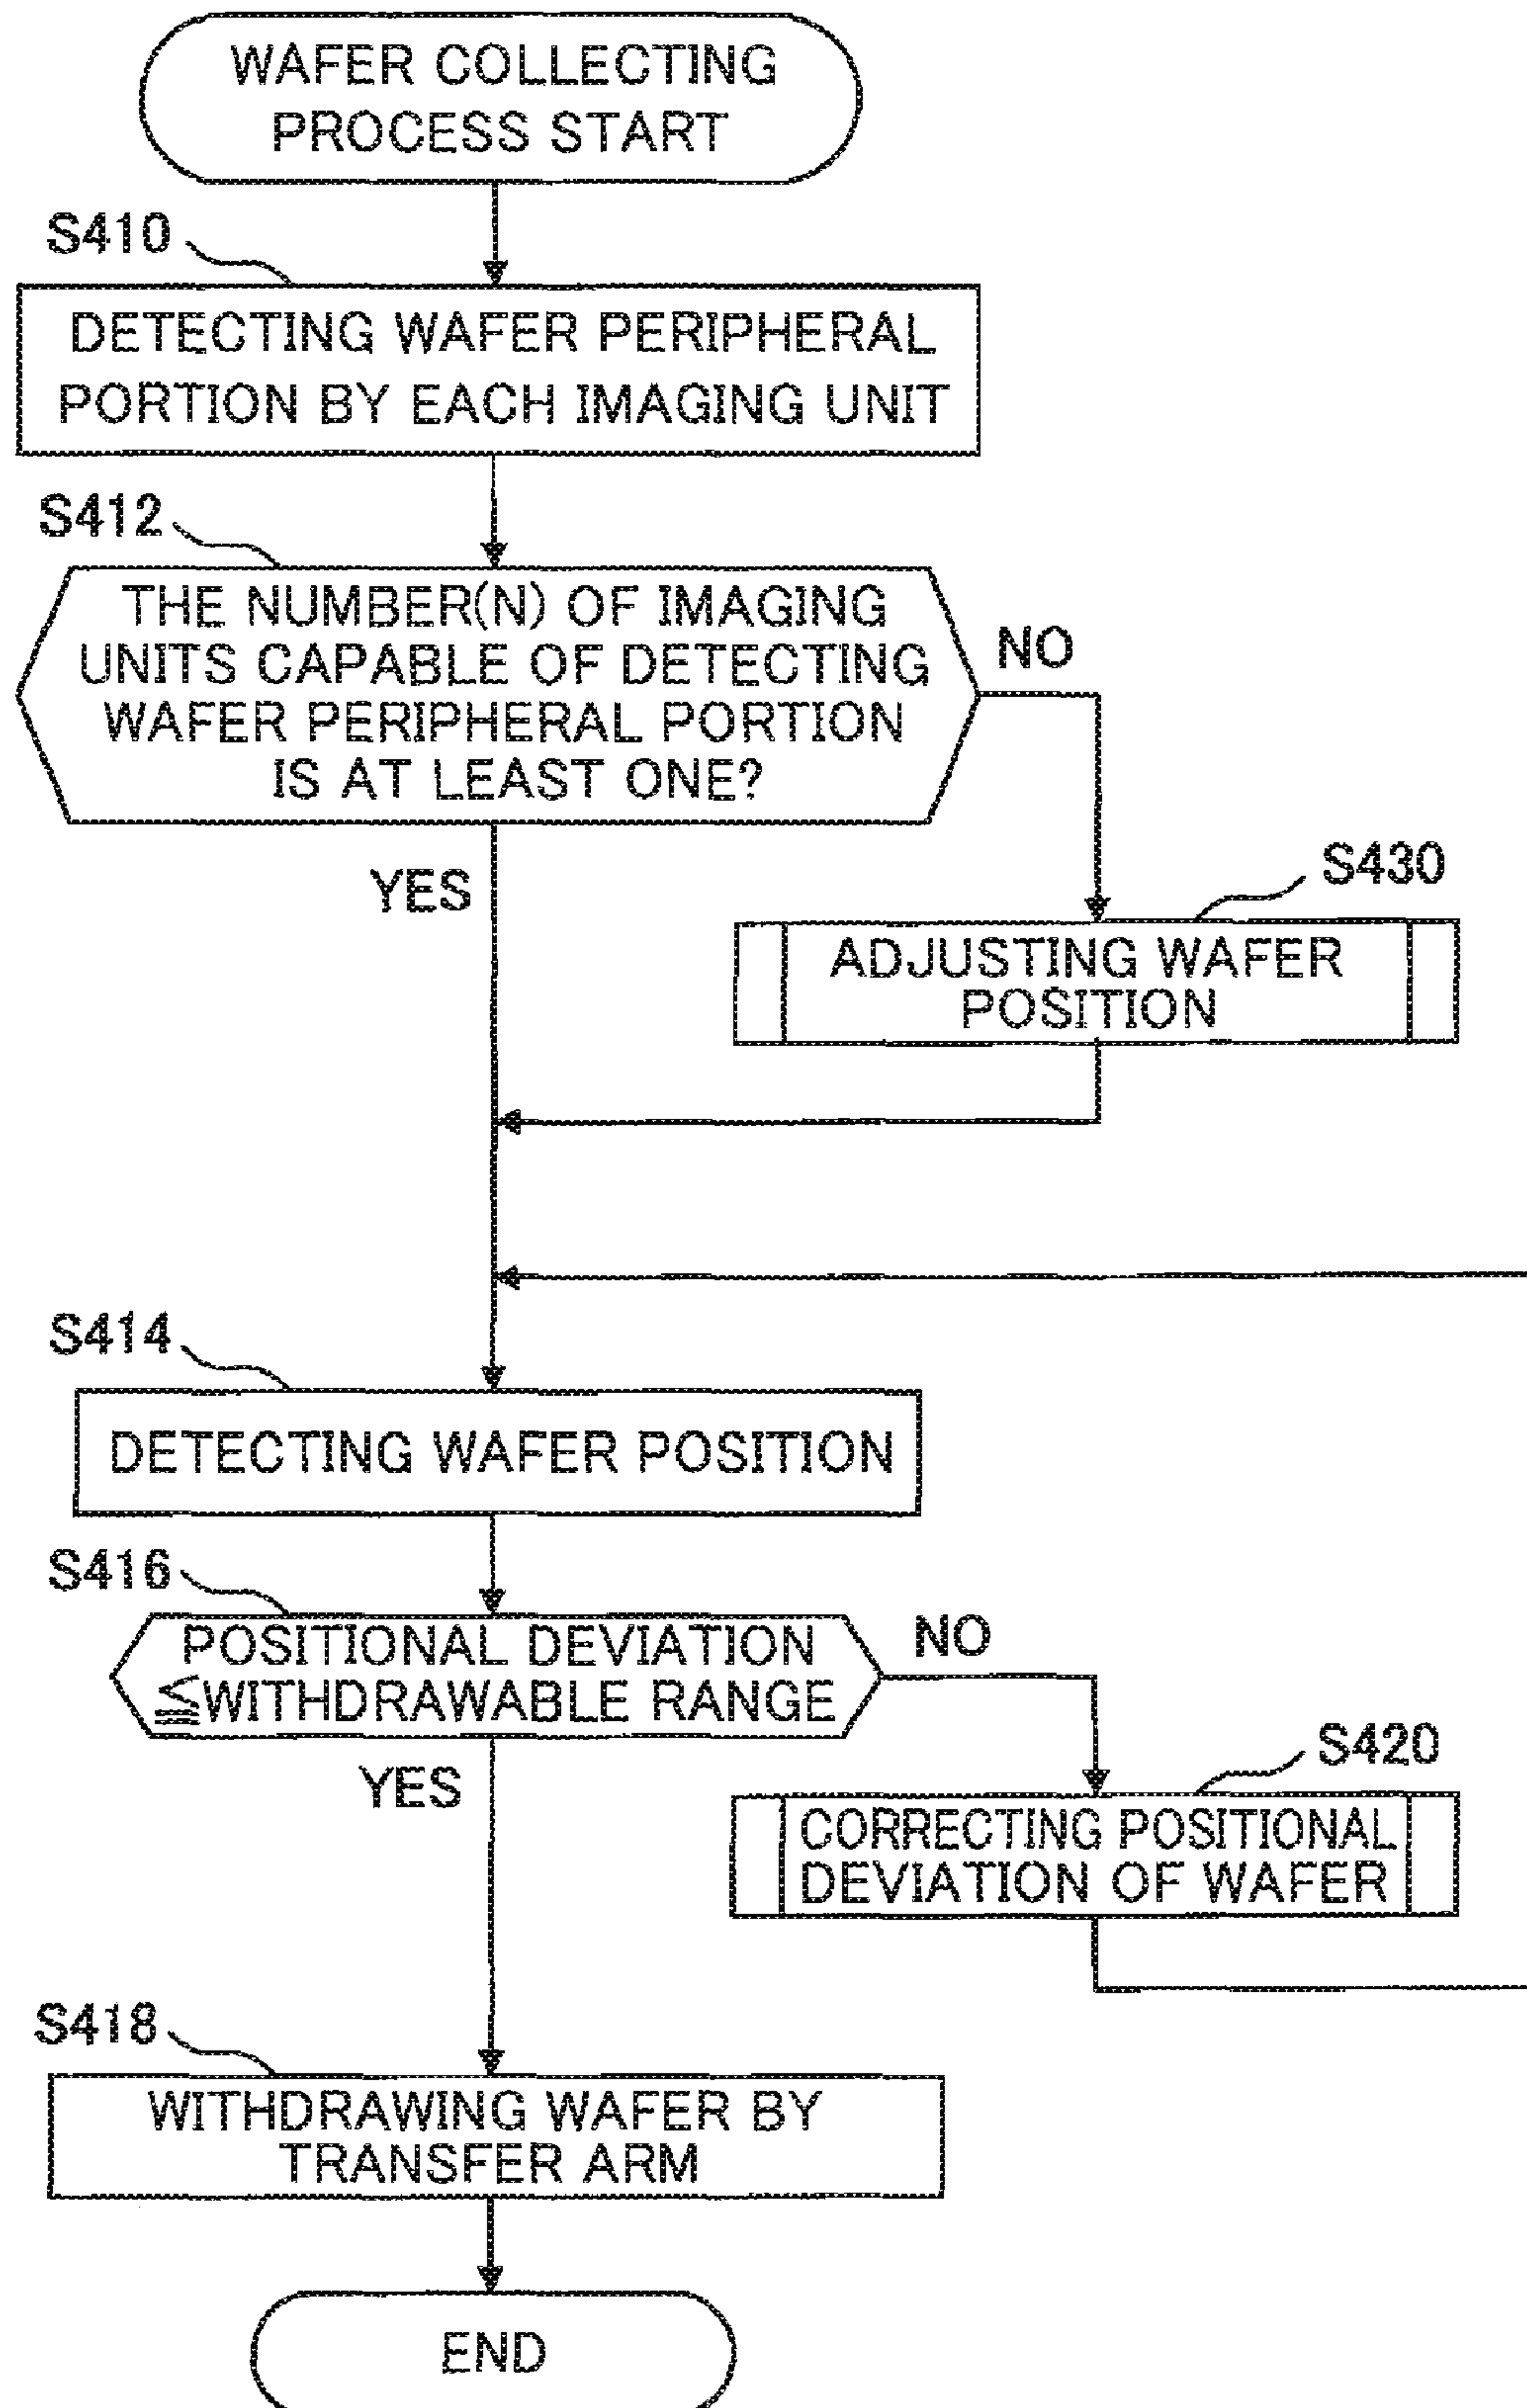 WAFER COLLECTING
PROCESS START
S410
DETECTING WAFER PERIPHERAL
PORTION BY EACH IMAGING UNIT
S412
THE NUMBER(N) OF IMAGING
UNITS CAPABLE OF DETECTING
WAFER PERIPHERAL PORTION
IS AT LEAST ONE?
NO
YES
S430
ADJUSTING WAFER
POSITION
S414
DETECTING WAFER POSITION
S416
POSITIONAL DEVIATION
≦WITHDRAWABLE RANGE
NO
YES
S420
CORRECTING POSITIONAL
DEVIATION OF WAFER
S418
WITHDRAWING WAFER BY
TRANSFER ARM
END